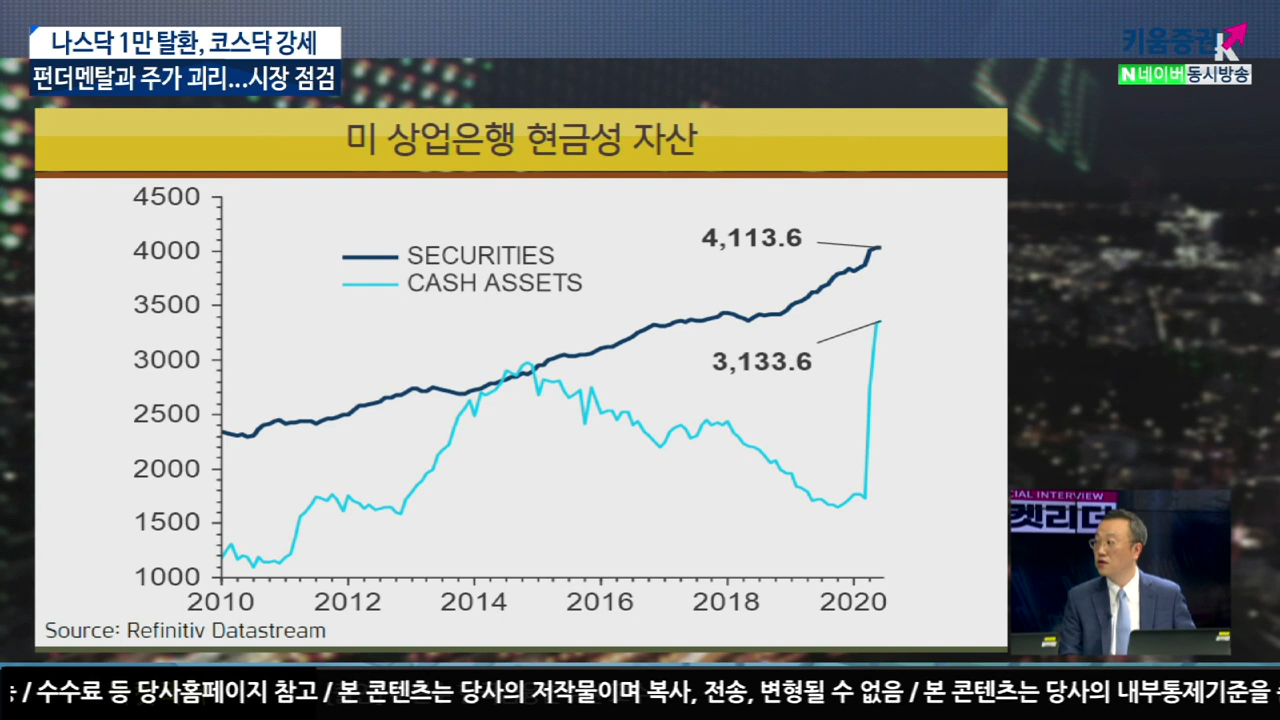 나스닥 1만 탈환, 코스닥 강세
펀더멘탈과 주가 괴리...시장 점검
키움증권
N 네이버 동시방송
미 상업은행 현금성 자산
4500
4000
3500
3000
2500
2000
1500
1000
SECURITIES
CASH ASSETS
4,113.6
3,133.6
2010 2012 2014 2016 2018 2020
Source: Refinitiv Datastream
CIAL INTERVIEW
켓리더
/ 수수료 등 당사홈페이지 참고 / 본 콘텐츠는 당사의 저작물이며 복사, 전송, 변형될 수 없음 / 본 콘텐츠는 당사의 내부통제기준을